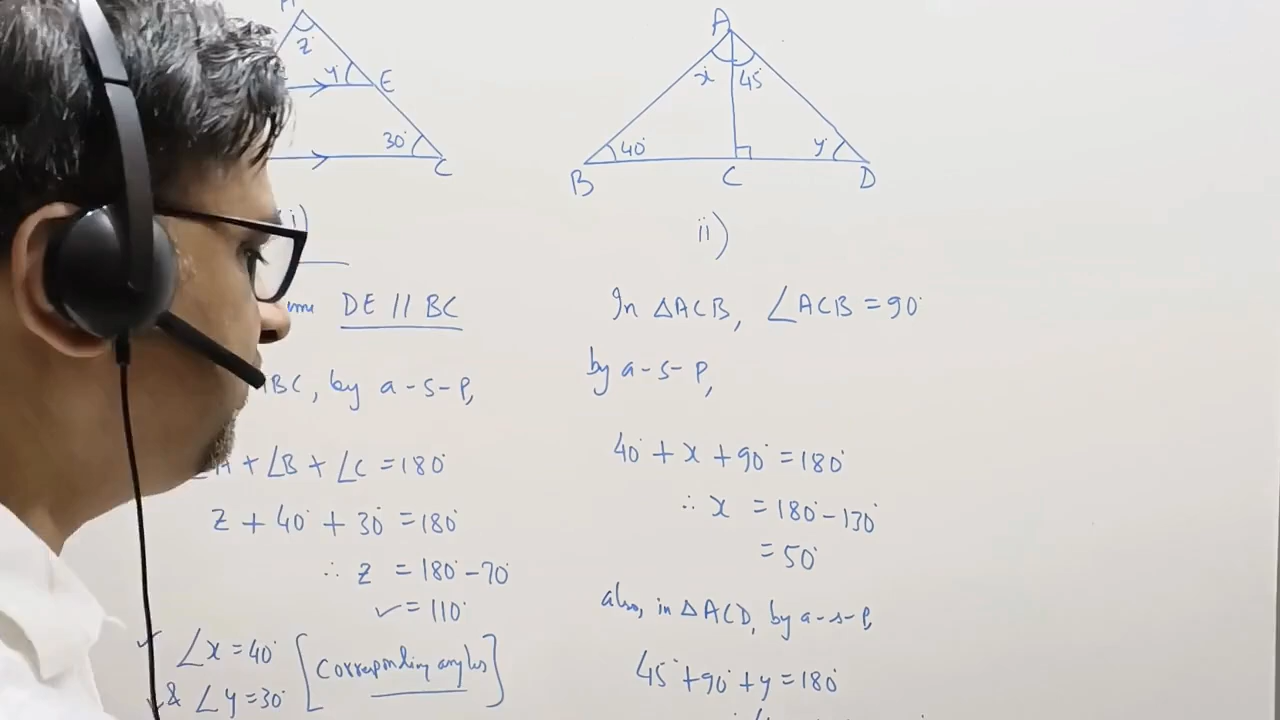 z
y°
E
30°
C
i)
DE // BC
BC, by a-s-p,
A + ∠B + ∠C = 180°
z + 40° + 30° = 180°
∴ z = 180° - 70°
✓ = 110°
✓ ∠x = 40°
& ∠y = 30° [corresponding angles]
A
x° 45°
40° y°
B C D
ii)
In △ACB, ∠ACB = 90°
by a-s-p,
40° + x + 90° = 180°
∴ x = 180° - 130°
= 50°
also, in △ACD, by a-s-p,
45° + 90° + y = 180°